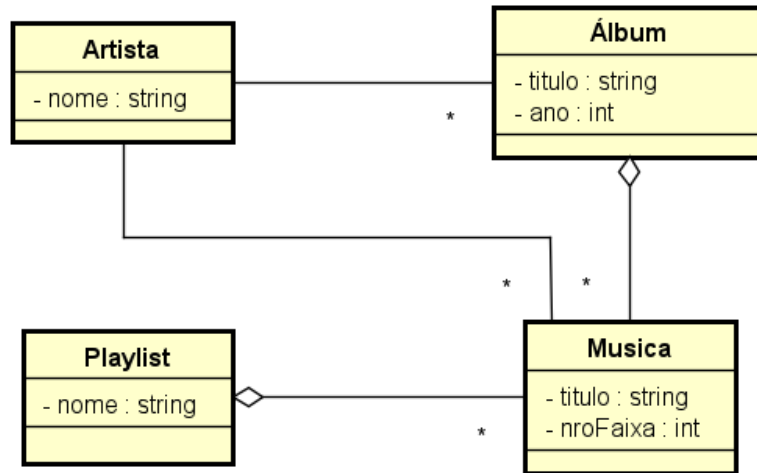 Artista
- nome : string
*
Álbum
- titulo : string
- ano : int
*
*
Playlist
- nome : string
*
Musica
- titulo : string
- nroFaixa : int